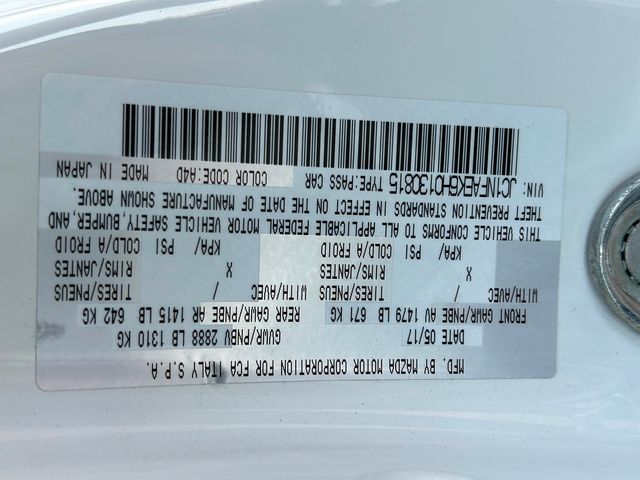 MFD. BY MAZDA MOTOR CORPORATION FOR FCA ITALY S.P.A.
DATE 05/17 GVWR/PNBV 2888 LB 1310 KG
FRONT GAWR/PNBE AV 1479 LB 671 KG REAR GAWR/PNBE AR 1415 LB 642 KG
WITH/AVEC / TIRES/PNEUS WITH/AVEC / TIRES/PNEUS
X RIMS/JANTES X RIMS/JANTES
KPA/ PSI COLD/A FROID KPA/ PSI COLD/A FROID
THIS VEHICLE CONFORMS TO ALL APPLICABLE FEDERAL MOTOR VEHICLE SAFETY, BUMPER, AND
THEFT PREVENTION STANDARDS IN EFFECT ON THE DATE OF MANUFACTURE SHOWN ABOVE.
VIN: JC1NFAEK6H0130815 TYPE:PASS CAR COLOR CODE:A4D MADE IN JAPAN